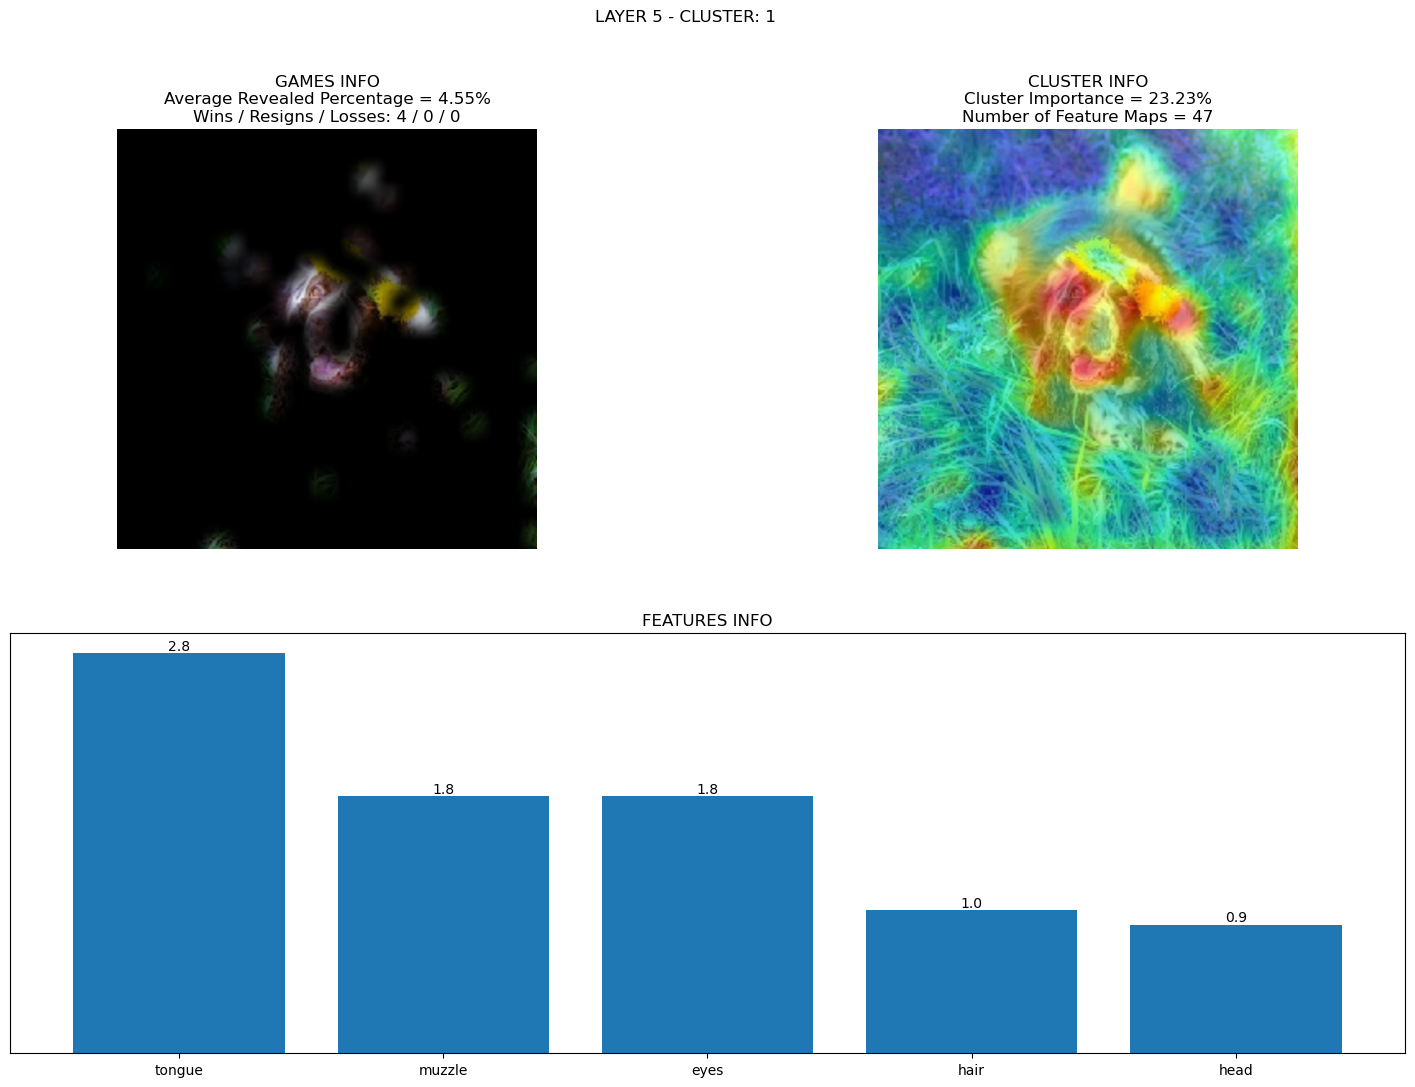 LAYER 5 - CLUSTER: 1
GAMES INFO
Average Revealed Percentage = 4.55%
Wins / Resigns / Losses: 4 / 0 / 0
CLUSTER INFO
Cluster Importance = 23.23%
Number of Feature Maps = 47
FEATURES INFO
2.8
1.8
1.8
1.0
0.9
tongue
muzzle
eyes
hair
head